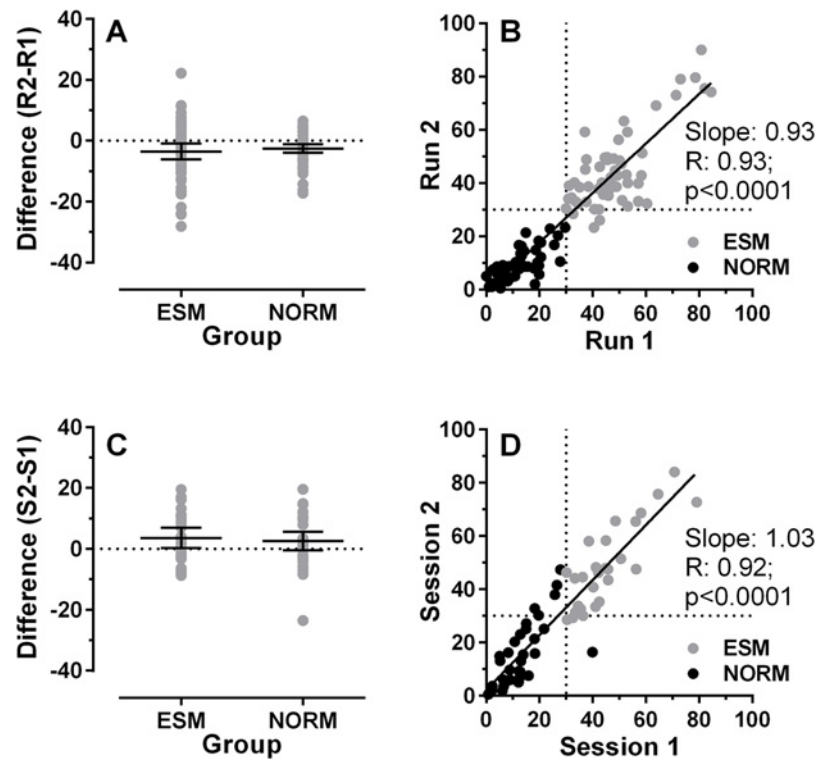 A
Difference (R2-R1)
40
20
0
-20
-40
ESM NORM
Group
B
Run 2
100
80
60
40
20
0
0 20 40 60 80 100
Run 1
Slope: 0.93
R: 0.93;
p<0.0001
ESM
NORM
C
Difference (S2-S1)
40
20
0
-20
-40
ESM NORM
Group
D
Session 2
100
80
60
40
20
0
0 20 40 60 80 100
Session 1
Slope: 1.03
R: 0.92;
p<0.0001
ESM
NORM